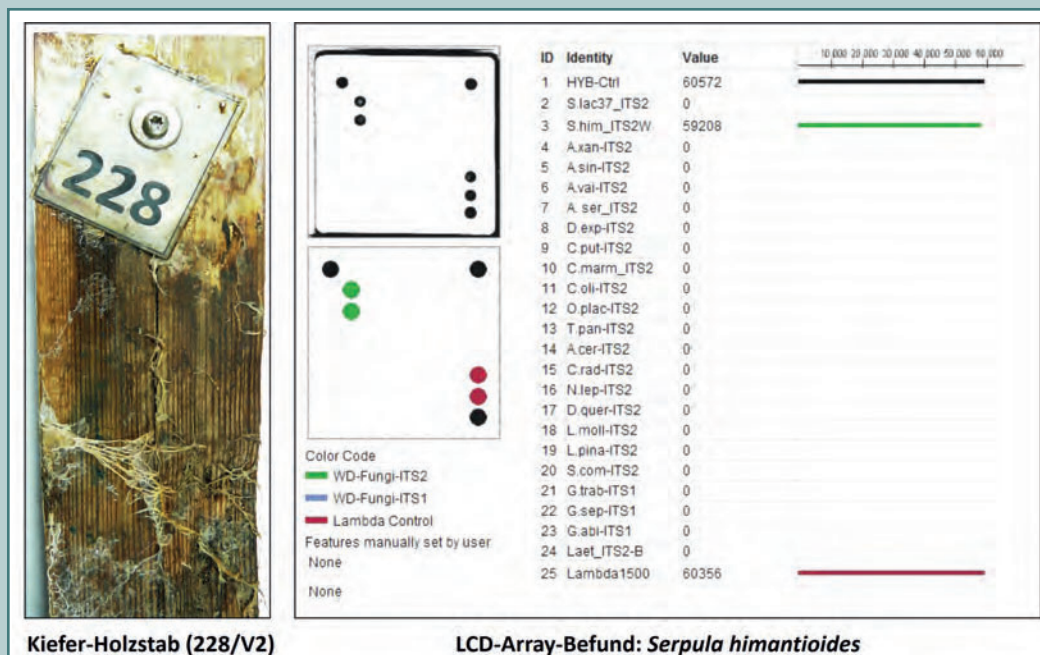 228
ID Identity Value 10.000 20.000 30.000 40.000 50.000 60.000
1 HYB-Ctrl 60572
2 S.lac37_ITS2 0
3 S.him_ITS2W 59208
4 A.xan-ITS2 0
5 A.sin-ITS2 0
6 A.vai-ITS2 0
7 A.ser_ITS2 0
8 D.exp-ITS2 0
9 C.put-ITS2 0
10 C.marm_ITS2 0
11 C.oli-ITS2 0
12 O.plac-ITS2 0
13 T.pan-ITS2 0
14 A.cer-ITS2 0
15 C.rad-ITS2 0
16 N.lep-ITS2 0
17 D.quer-ITS2 0
18 L.moll-ITS2 0
19 L.pina-ITS2 0
20 S.com-ITS2 0
21 G.trab-ITS1 0
22 G.sep-ITS1 0
23 G.abi-ITS1 0
24 Laet_ITS2-B 0
25 Lambda1500 60356
Color Code
WD-Fungi-ITS2
WD-Fungi-ITS1
Lambda Control
Features manually set by user
None
None
Kiefer-Holzstab (228/V2)
LCD-Array-Befund: Serpula himantioides